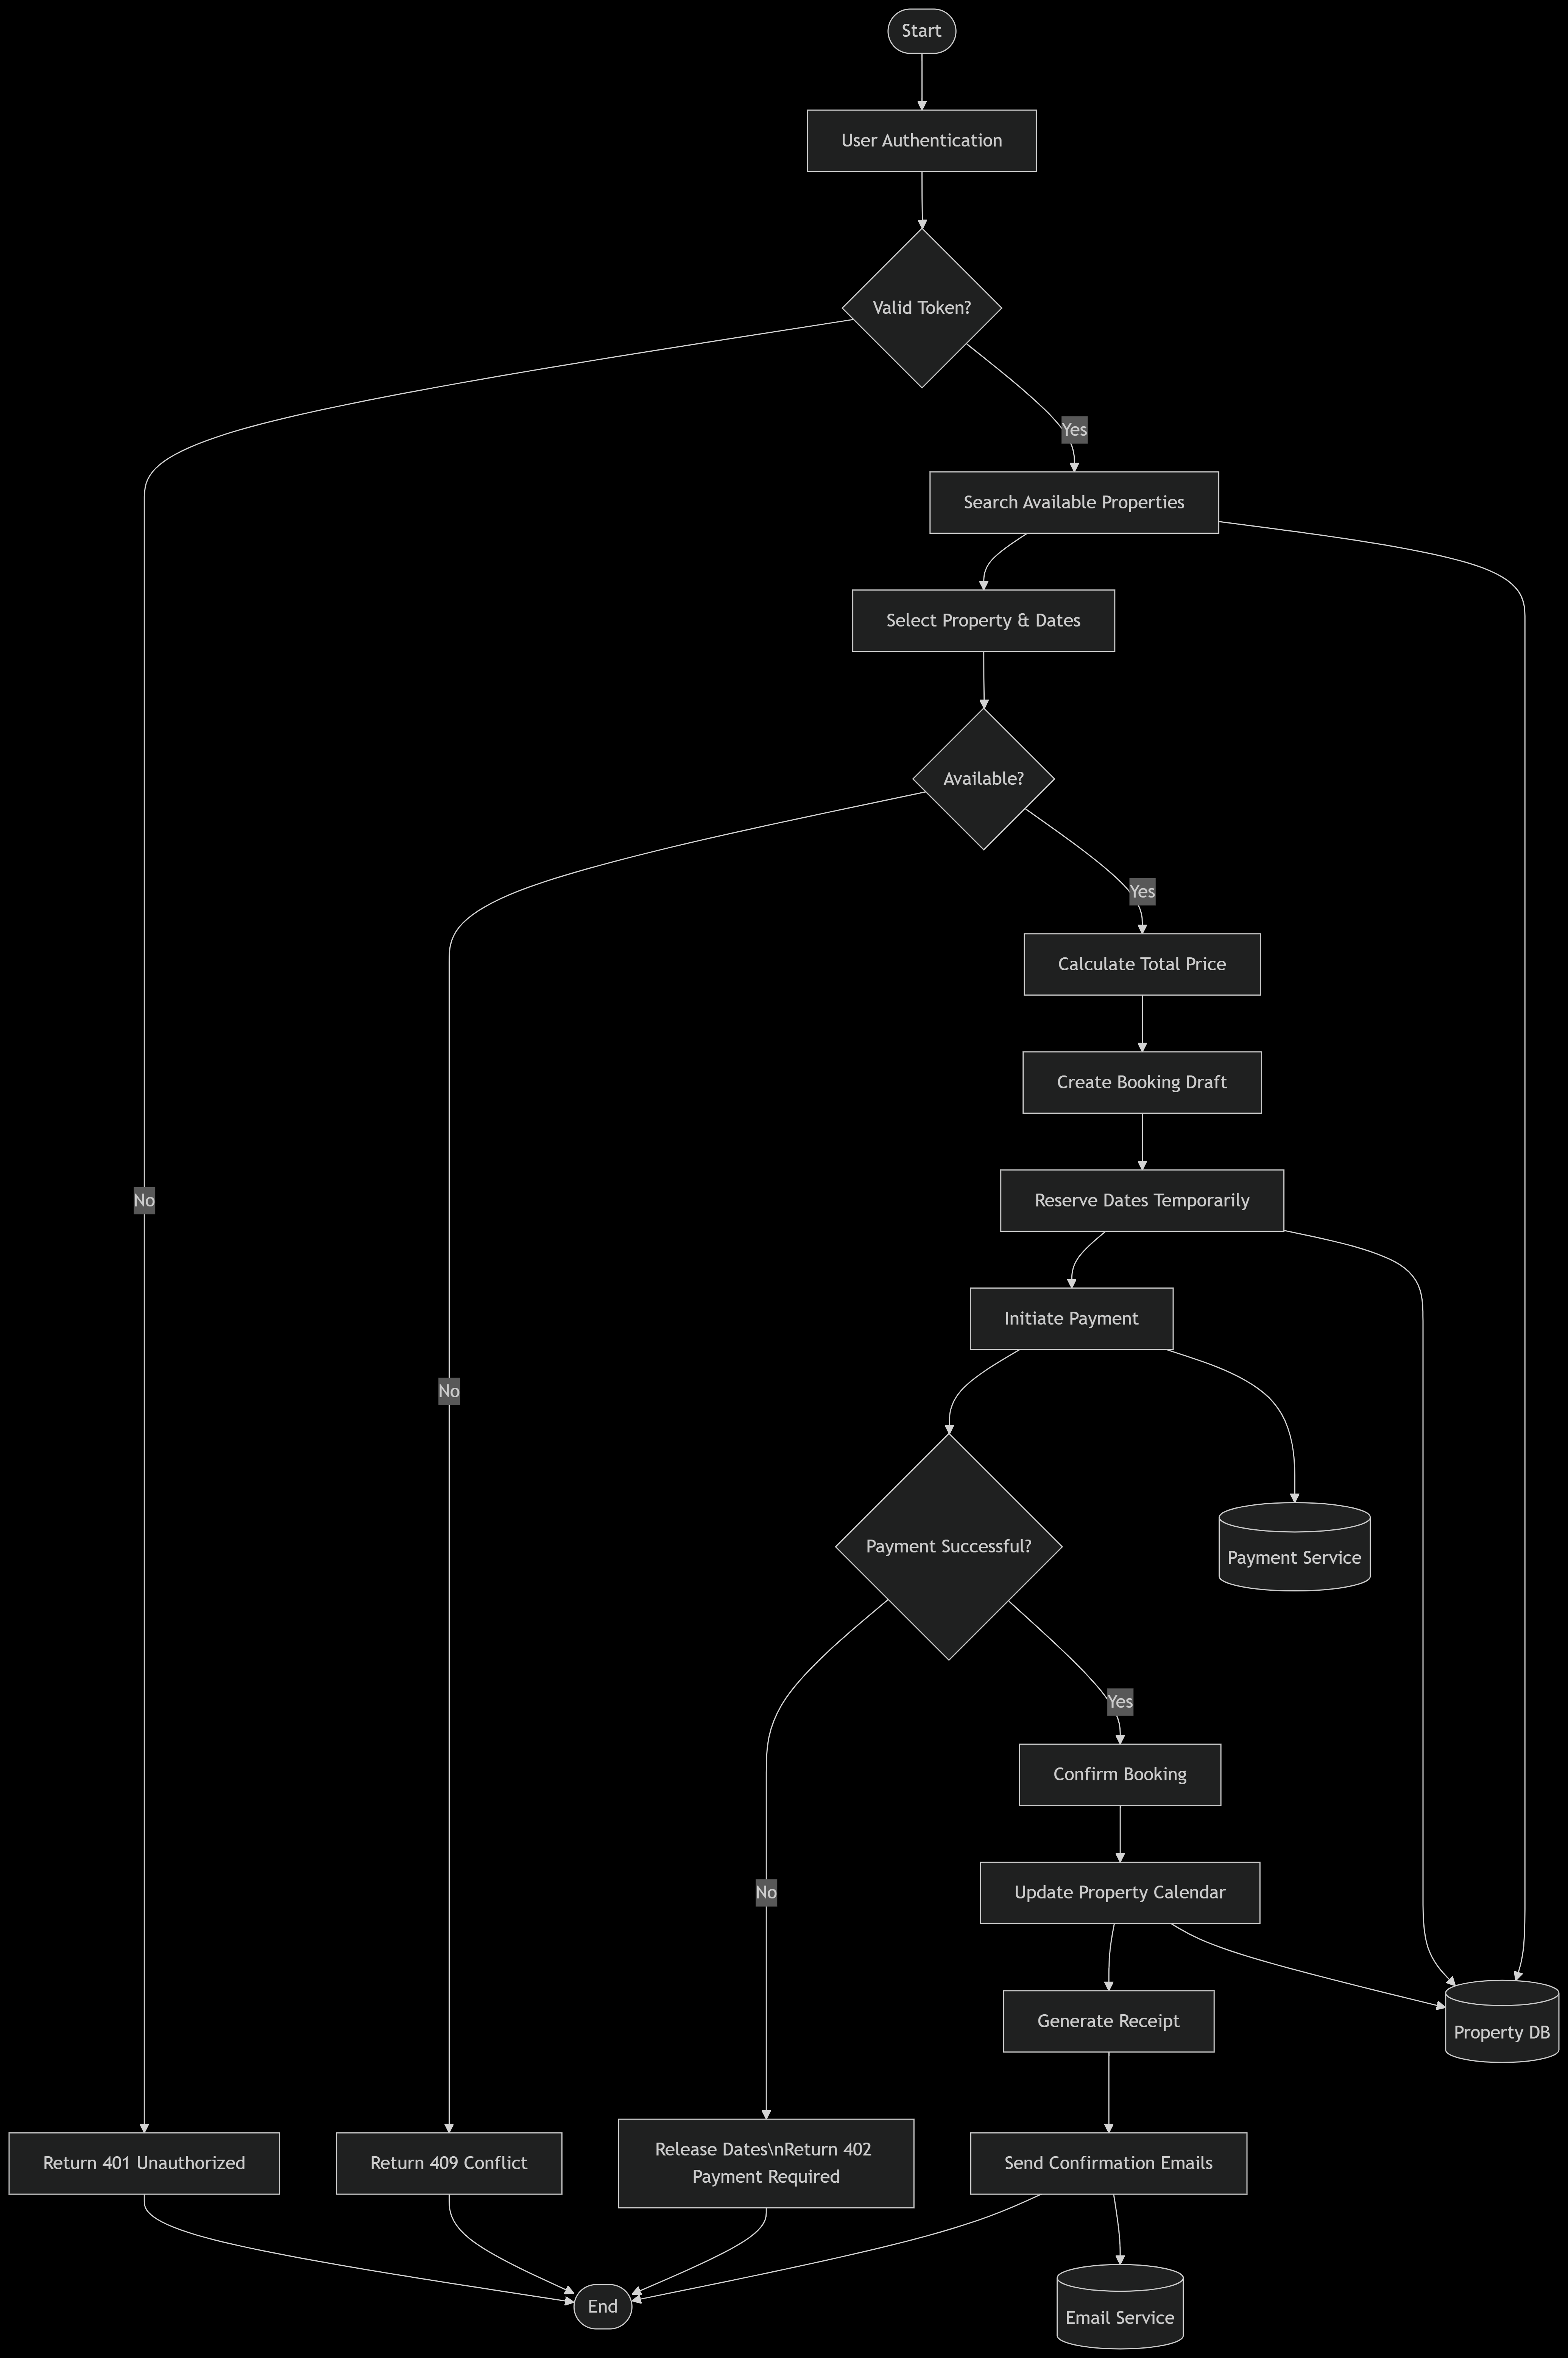 Start
User Authentication
Valid Token?
Yes
Search Available Properties
Select Property & Dates
Available?
Yes
Calculate Total Price
Create Booking Draft
Reserve Dates Temporarily
No
Initiate Payment
No
Payment Successful?
Payment Service
Yes
Confirm Booking
Update Property Calendar
No
Generate Receipt
Property DB
Return 401 Unauthorized
Return 409 Conflict
Release Dates\nReturn 402
Payment Required
Send Confirmation Emails
End
Email Service